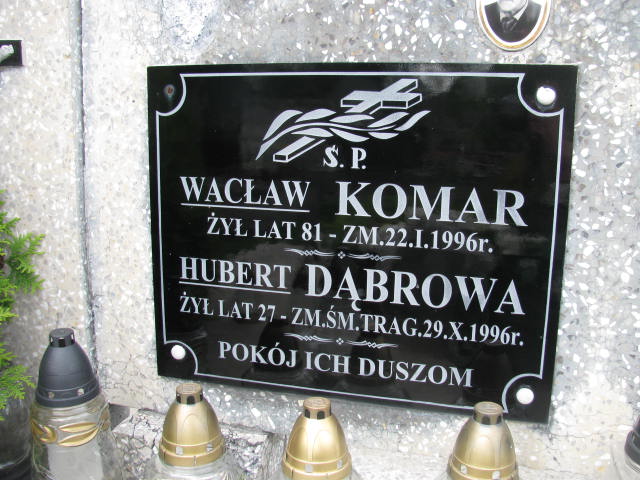 Ś. P.
WACŁAW KOMAR
ŻYŁ LAT 81 - ZM.22.I.1996r.
HUBERT DĄBROWA
ŻYŁ LAT 27 - ZM.ŚM.TRAG.29.X.1996r.
POKÓJ ICH DUSZOM